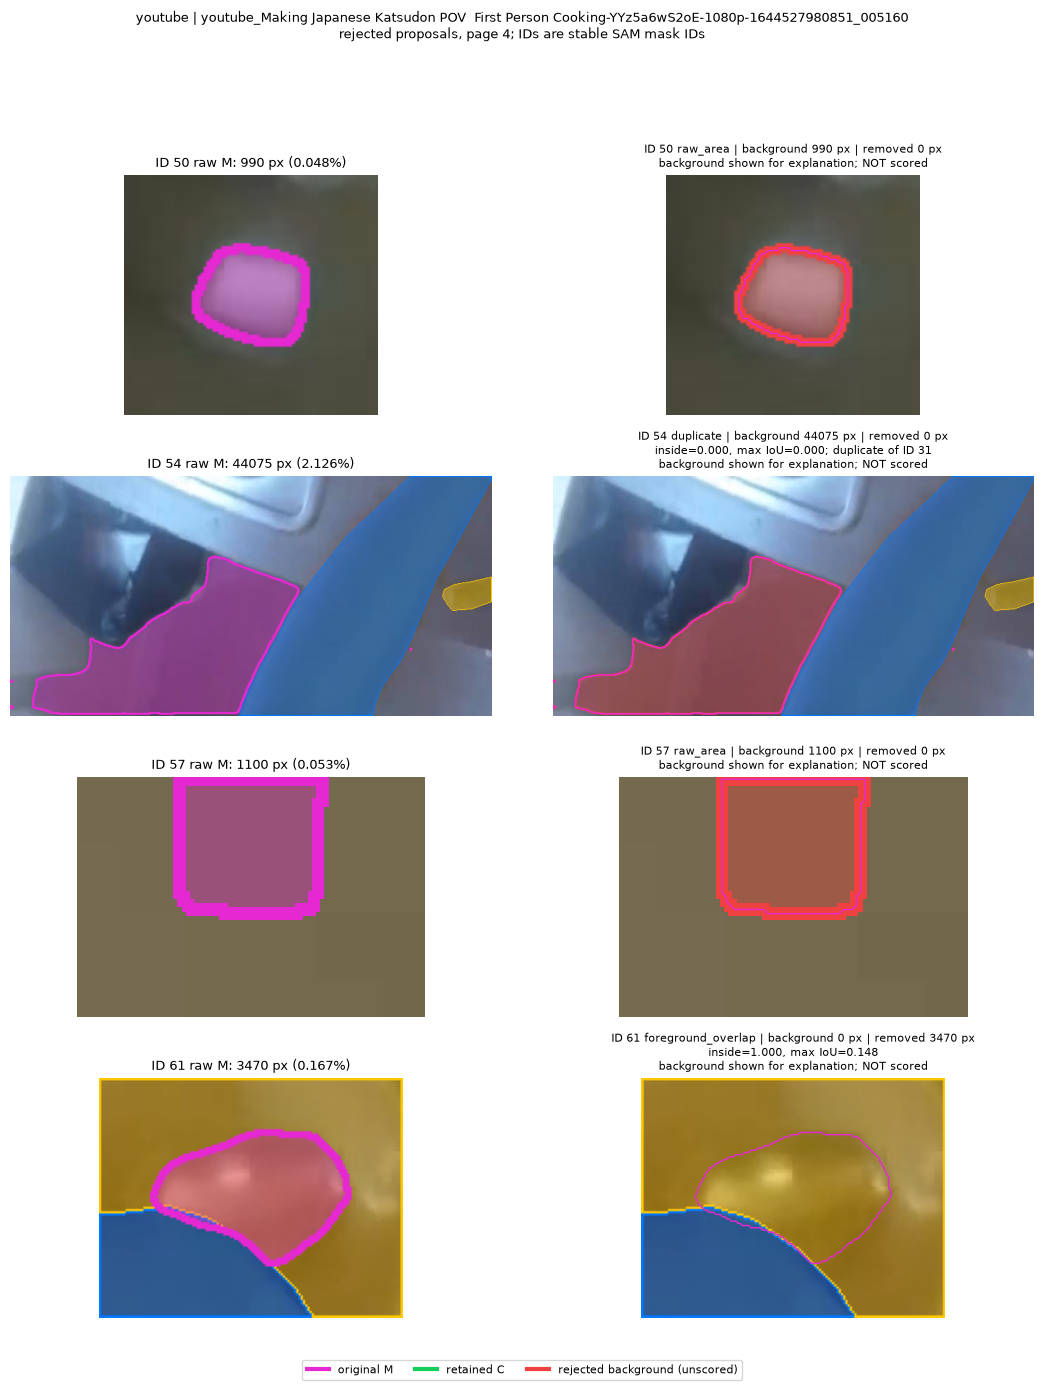 youtube | youtube_Making Japanese Katsudon POV  First Person Cooking-YYz5a6wS2oE-1080p-1644527980851_005160
rejected proposals, page 4; IDs are stable SAM mask IDs
ID 50 raw M: 990 px (0.048%)
ID 50 raw_area | background 990 px | removed 0 px
background shown for explanation; NOT scored
ID 54 raw M: 44075 px (2.126%)
ID 54 duplicate | background 44075 px | removed 0 px
inside=0.000, max IoU=0.000; duplicate of ID 31
background shown for explanation; NOT scored
ID 57 raw M: 1100 px (0.053%)
ID 57 raw_area | background 1100 px | removed 0 px
background shown for explanation; NOT scored
ID 61 raw M: 3470 px (0.167%)
ID 61 foreground_overlap | background 0 px | removed 3470 px
inside=1.000, max IoU=0.148
background shown for explanation; NOT scored
original M
retained C
rejected background (unscored)